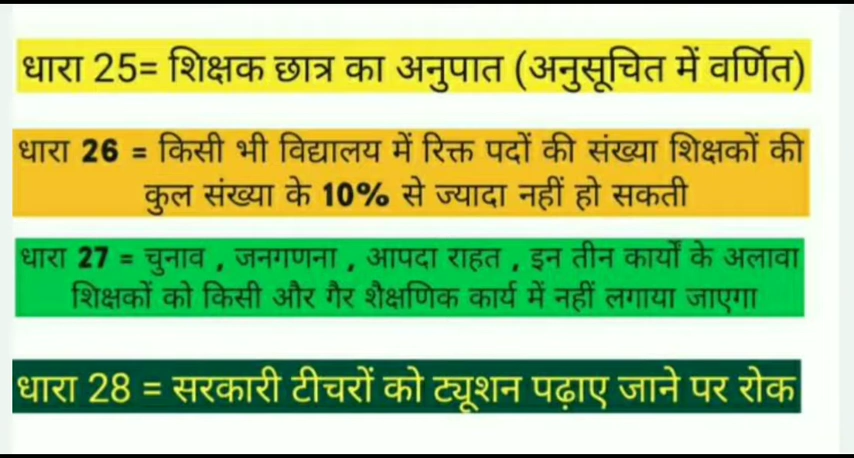 धारा 25= शिक्षक छात्र का अनुपात (अनुसूचित में वर्णित)
धारा 26 = किसी भी विद्यालय में रिक्त पदों की संख्या शिक्षकों की
कुल संख्या के 10% से ज्यादा नहीं हो सकती
धारा 27 = चुनाव , जनगणना , आपदा राहत , इन तीन कार्यों के अलावा
शिक्षकों को किसी और गैर शैक्षणिक कार्य में नहीं लगाया जाएगा
धारा 28 = सरकारी टीचरों को ट्यूशन पढ़ाए जाने पर रोक